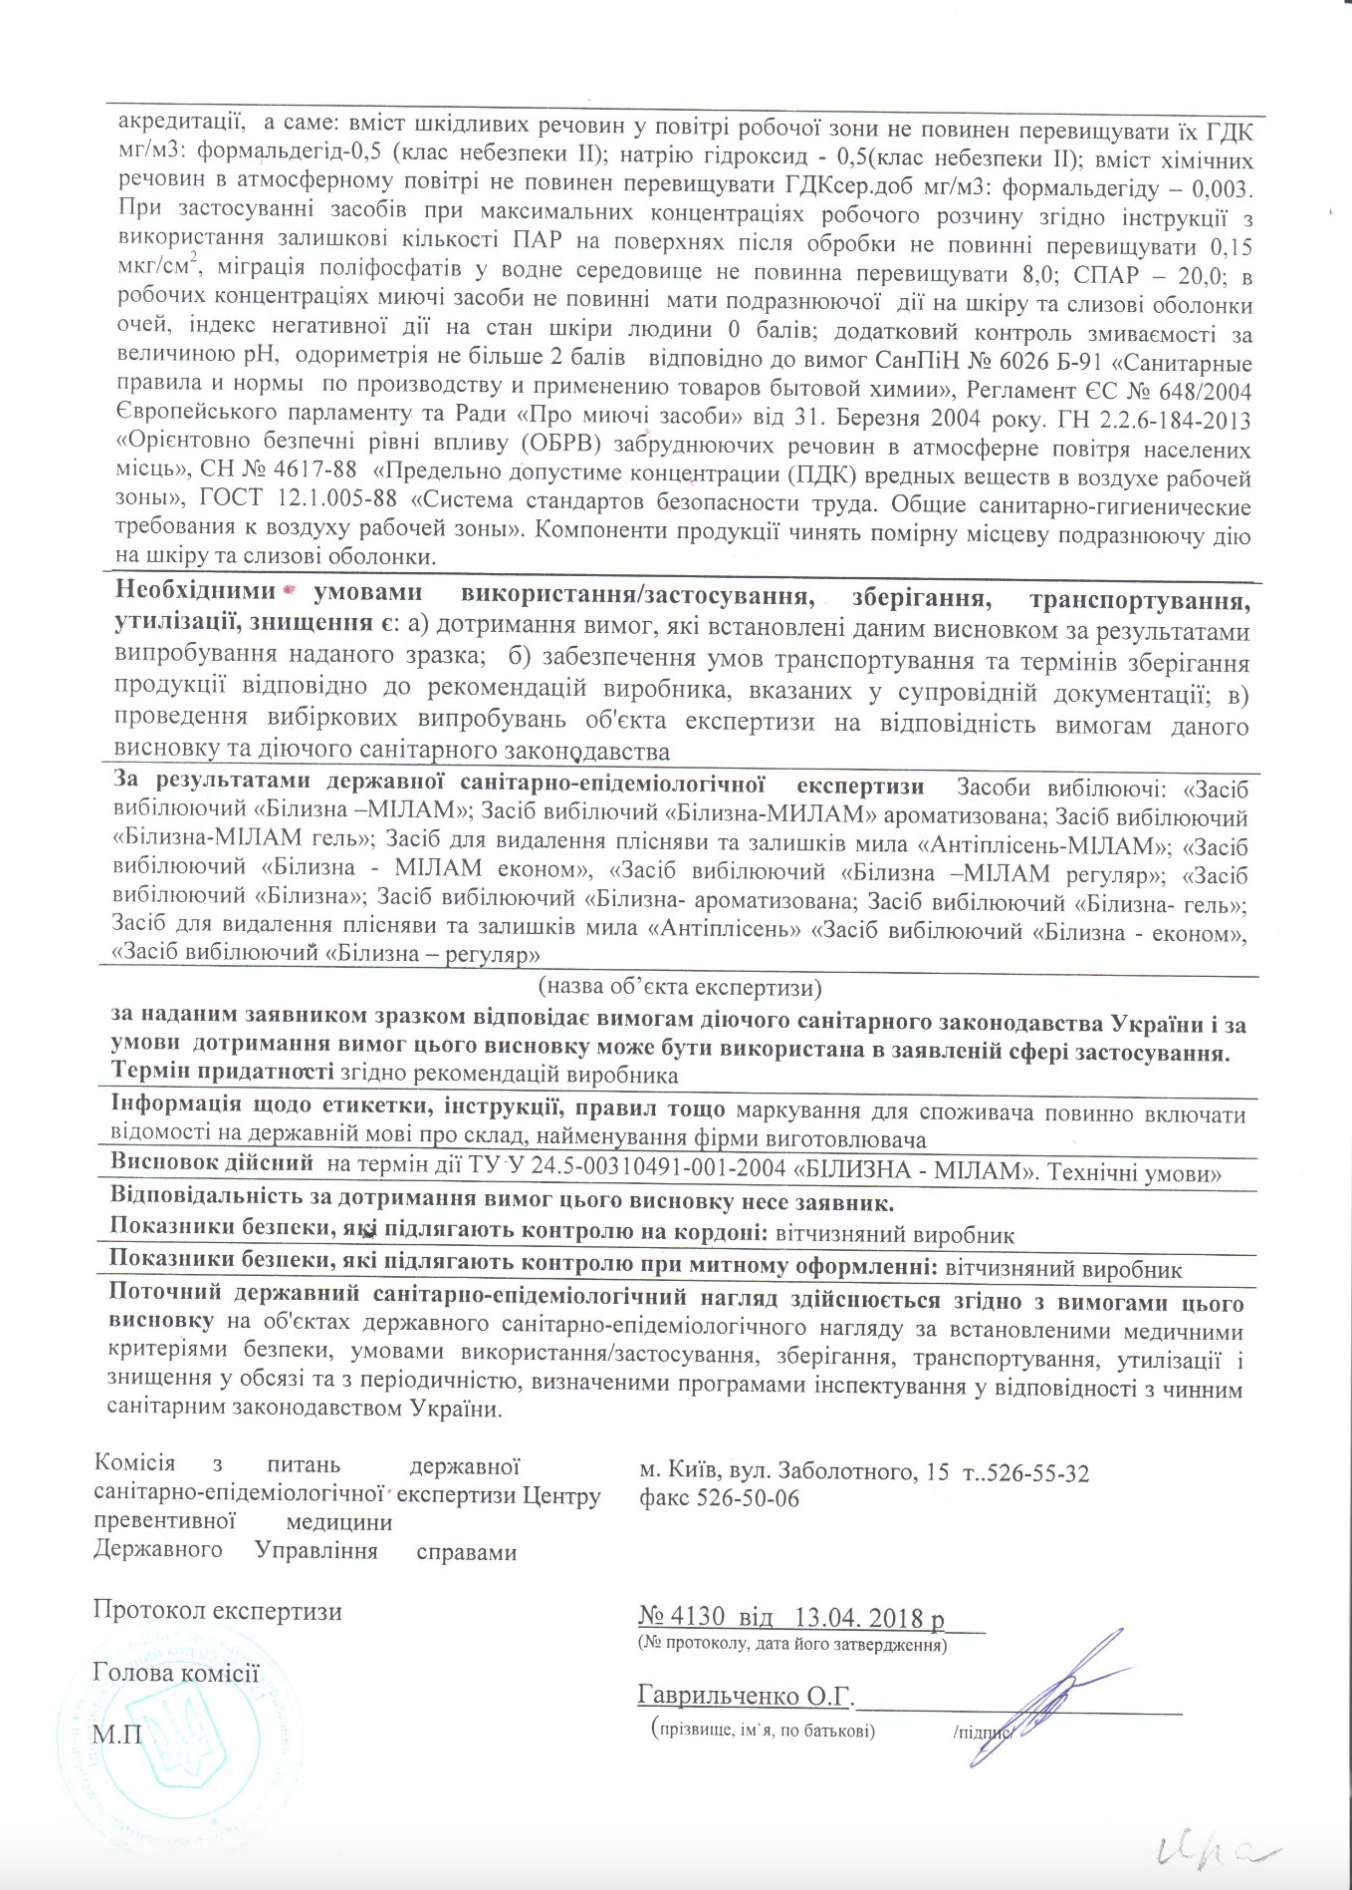 акредитації, а саме: вміст шкідливих речовин у повітрі робочої зони не повинен перевищувати їх ГДК
мг/м3: формальдегід-0,5 (клас небезпеки II); натрію гідроксид - 0,5(клас небезпеки II); вміст хімічних
речовин в атмосферному повітрі не повинен перевищувати ГДКсер.доб мг/м3: формальдегіду – 0,003.
При застосуванні засобів при максимальних концентраціях робочого розчину згідно інструкції з
використання залишкові кількості ПАР на поверхнях після обробки не повинні перевищувати 0,15
мкг/см², міграція поліфосфатів у водне середовище не повинна перевищувати 8,0; СПАР – 20,0; в
робочих концентраціях миючі засоби не повинні мати подразнюючої дії на шкіру та слизові оболонки
очей, індекс негативної дії на стан шкіри людини 0 балів; додатковий контроль змиваємості за
величиною рН, одориметрія не більше 2 балів відповідно до вимог СанПіН № 6026 Б-91 «Санитарные
правила и нормы по производству и применению товаров бытовой химии», Регламент ЄС № 648/2004
Європейського парламенту та Ради «Про миючі засоби» від 31. Березня 2004 року. ГН 2.2.6-184-2013
«Орієнтовно безпечні рівні впливу (ОБРВ) забруднюючих речовин в атмосферне повітря населених
місць», СН № 4617-88 «Предельно допустиме концентрации (ПДК) вредных веществ в воздухе рабочей
зоны», ГОСТ 12.1.005-88 «Система стандартов безопасности труда. Общие санитарно-гигиенические
требования к воздуху рабочей зоны». Компоненти продукції чинять помірну місцеву подразнюючу дію
на шкіру та слизові оболонки.
Необхідними умовами використання/застосування, зберігання, транспортування,
утилізації, знищення є: а) дотримання вимог, які встановлені даним висновком за результатами
випробування наданого зразка; б) забезпечення умов транспортування та термінів зберігання
продукції відповідно до рекомендацій виробника, вказаних у супровідній документації; в)
проведення вибіркових випробувань об'єкта експертизи на відповідність вимогам даного
висновку та діючого санітарного законодавства
За результатами державної санітарно-епідеміологічної експертизи Засоби вибілюючі: «Засіб
вибілюючий «Білизна –МІЛАМ»; Засіб вибілючий «Білизна-МИЛАМ» ароматизована; Засіб вибілюючий
«Білизна-МІЛАМ гель»; Засіб для видалення плісняви та залишків мила «Антіплісень-МІЛАМ»; «Засіб
вибілюючий «Білизна - МІЛАМ економ», «Засіб вибілюючий «Білизна –МІЛАМ регуляр»; «Засіб
вибілюючий «Білизна»; Засіб вибілюючий «Білизна- ароматизована; Засіб вибілюючий «Білизна- гель»;
Засіб для видалення плісняви та залишків мила «Антіплісень» «Засіб вибілюючий «Білизна - економ»,
«Засіб вибілюючий «Білизна – регуляр»
(назва об’єкта експертизи)
за наданим заявником зразком відповідає вимогам діючого санітарного законодавства України і за
умови дотримання вимог цього висновку може бути використана в заявленій сфері застосування.
Термін придатності згідно рекомендацій виробника
Інформація щодо етикетки, інструкції, правил тощо маркування для споживача повинно включати
відомості на державній мові про склад, найменування фірми виготовлювача
Висновок дійсний на термін дії ТУ У 24.5-00310491-001-2004 «БІЛИЗНА - МІЛАМ». Технічні умови»
Відповідальність за дотримання вимог цього висновку несе заявник.
Показники безпеки, які підлягають контролю на кордоні: вітчизняний виробник
Показники безпеки, які підлягають контролю при митному оформленні: вітчизняний виробник
Поточний державний санітарно-епідеміологічний нагляд здійснюється згідно з вимогами цього
висновку на об'єктах державного санітарно-епідеміологічного нагляду за встановленими медичними
критеріями безпеки, умовами використання/застосування, зберігання, транспортування, утилізації і
знищення у обсязі та з періодичністю, визначеними програмами інспектування у відповідності з чинним
санітарним законодавством України.
Комісія з питань державної
санітарно-епідеміологічної експертизи Центру
превентивної медицини
Державного Управління справами
м. Київ, вул. Заболотного, 15 т..526-55-32
факс 526-50-06
Протокол експертизи
№ 4130 від 13.04. 2018 р
(№ протоколу, дата його затвердження)
Голова комісії
Гаврильченко О.Г.
(прізвище, ім`я, по батькові) /підпис/
М.П